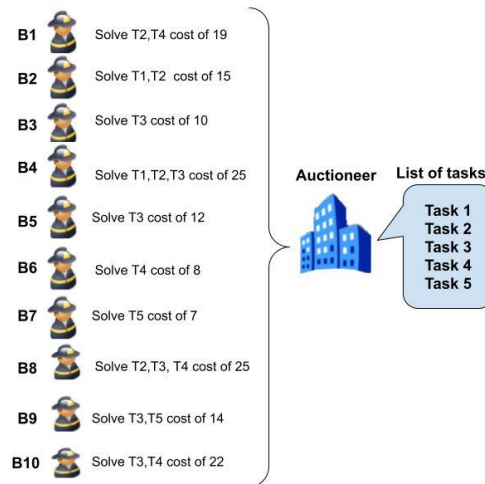 B1 Solve T2,T4 cost of 19
B2 Solve T1,T2 cost of 15
B3 Solve T3 cost of 10
B4 Solve T1,T2,T3 cost of 25
B5 Solve T3 cost of 12
B6 Solve T4 cost of 8
B7 Solve T5 cost of 7
B8 Solve T2,T3, T4 cost of 25
B9 Solve T3,T5 cost of 14
B10 Solve T3,T4 cost of 22
Auctioneer
List of tasks
Task 1
Task 2
Task 3
Task 4
Task 5